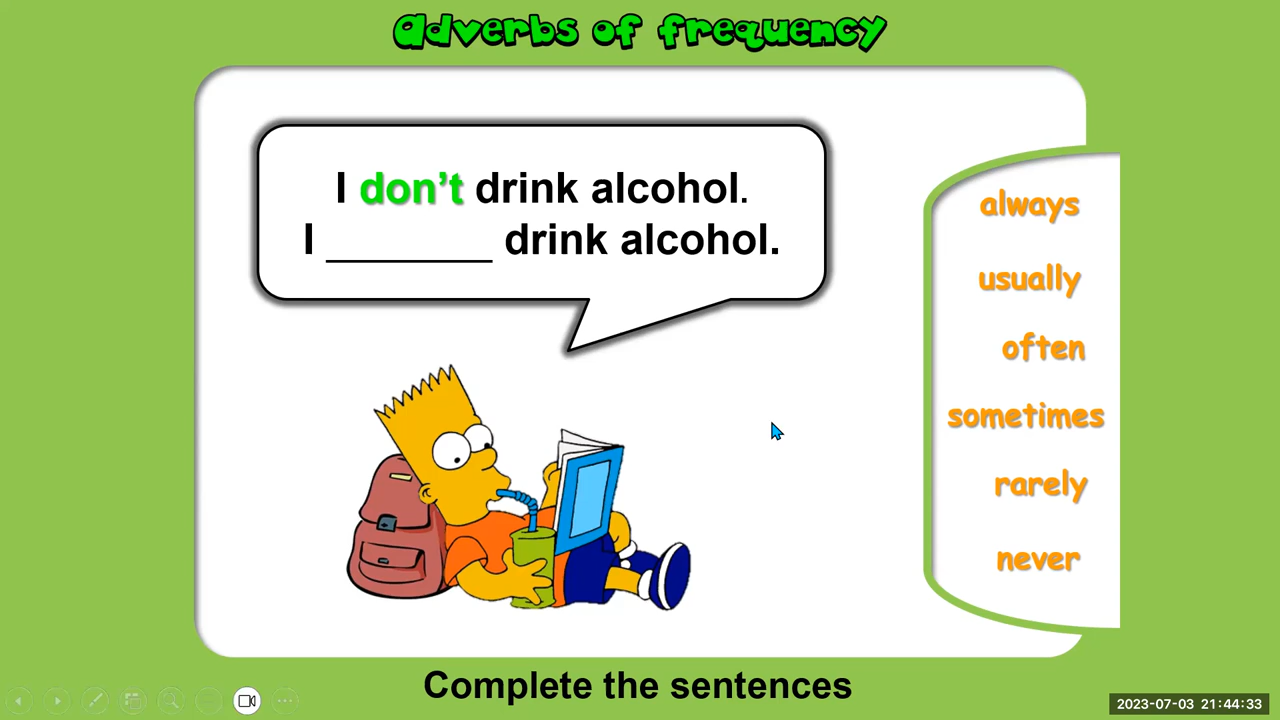 Adverbs of frequency
I don’t drink alcohol.
I _______ drink alcohol.
always
usually
often
sometimes
rarely
never
Complete the sentences
2023-07-03 21:44:33